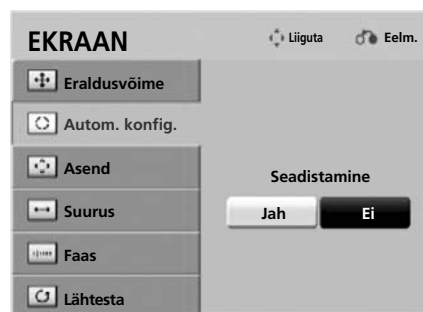 EKRAAN
Liiguta
Eelm.
Eraldusvõime
Autom. konfig.
Asend
Suurus
Faas
Lähtesta
Seadistamine
Jah
Ei